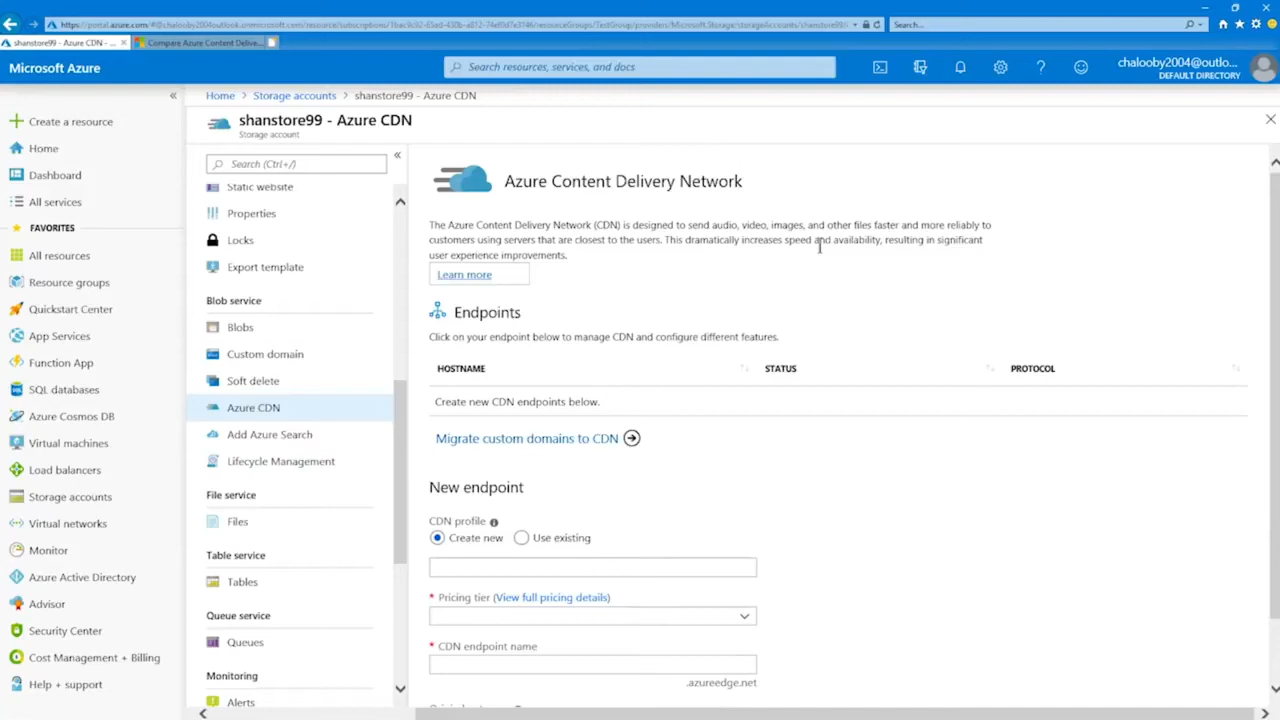 shanstore99 - Azure CDN - ...
Compare Azure Content Delive...
Search...
Microsoft Azure
Search resources, services, and docs
chalooby2004@outlo...
DEFAULT DIRECTORY
Create a resource
Home
Dashboard
All services
FAVORITES
All resources
Resource groups
Quickstart Center
App Services
Function App
SQL databases
Azure Cosmos DB
Virtual machines
Load balancers
Storage accounts
Virtual networks
Monitor
Azure Active Directory
Advisor
Security Center
Cost Management + Billing
Help + support
Home > Storage accounts > shanstore99 - Azure CDN
shanstore99 - Azure CDN
Storage account
Search (Ctrl+/)
Static website
Properties
Locks
Export template
Blob service
Blobs
Custom domain
Soft delete
Azure CDN
Add Azure Search
Lifecycle Management
File service
Files
Table service
Tables
Queue service
Queues
Monitoring
Alerts
Azure Content Delivery Network
The Azure Content Delivery Network (CDN) is designed to send audio, video, images, and other files faster and more reliably to
customers using servers that are closest to the users. This dramatically increases speed and availability, resulting in significant
user experience improvements.
Learn more
Endpoints
Click on your endpoint below to manage CDN and configure different features.
HOSTNAME STATUS PROTOCOL
Create new CDN endpoints below.
Migrate custom domains to CDN
New endpoint
CDN profile
Create new Use existing
* Pricing tier (View full pricing details)
* CDN endpoint name
.azureedge.net